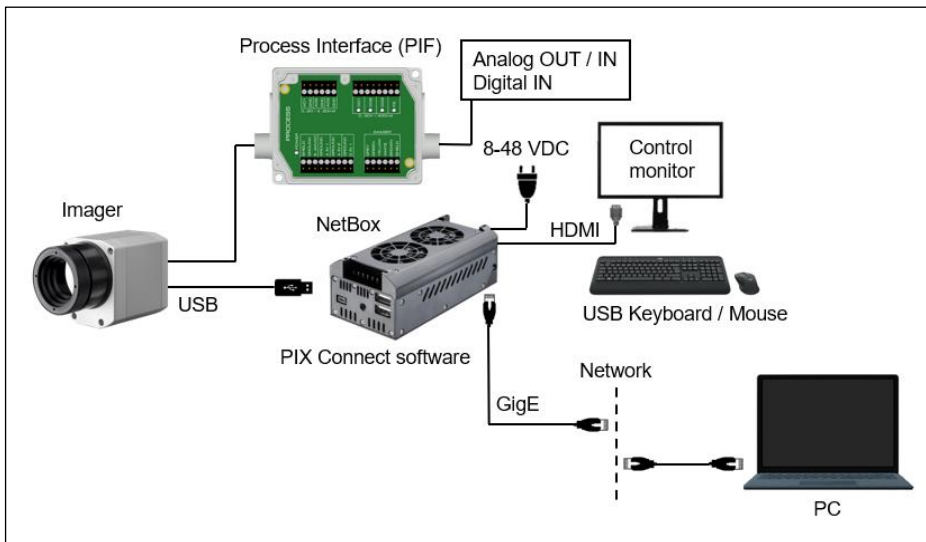 Process Interface (PIF)
Analog OUT / IN
Digital IN
PROCESS
8-48 VDC
Control
monitor
Imager
NetBox
HDMI
USB
USB Keyboard / Mouse
PIX Connect software
Network
GigE
PC